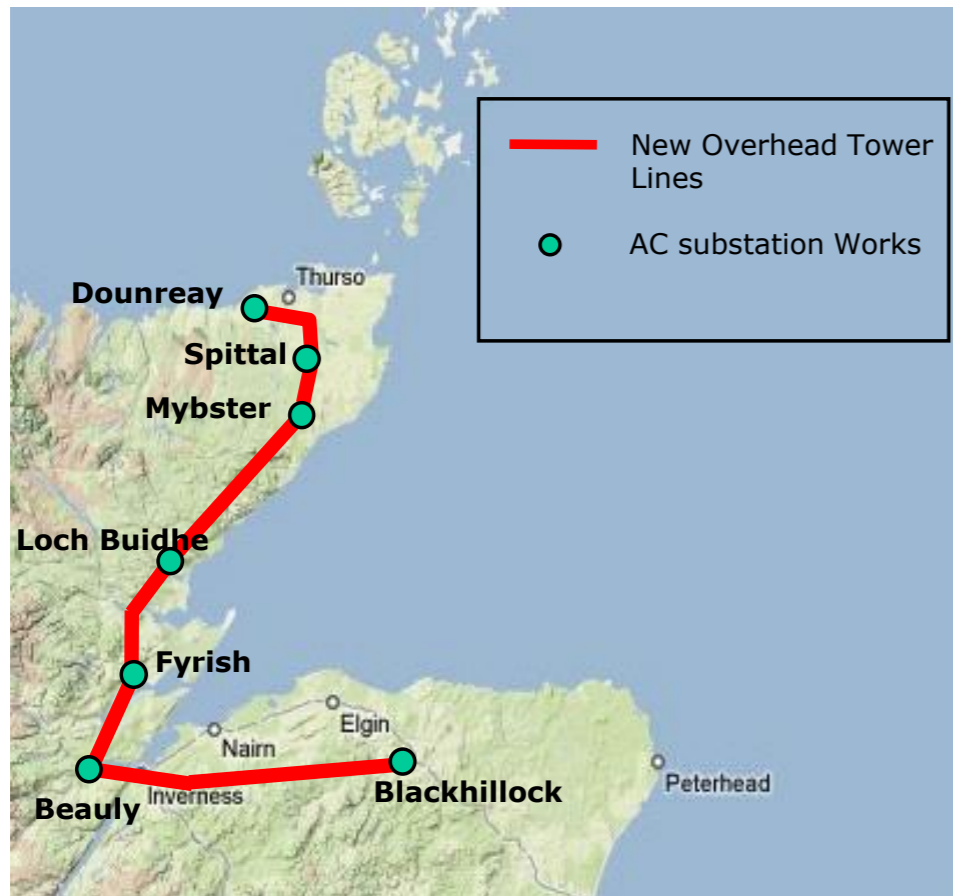 New Overhead Tower
Lines
AC substation Works
Thurso
Dounreay
Spittal
Mybster
Loch Buidhe
Fyrish
Elgin
Nairn
Blackhillock
Peterhead
Inverness
Beauly